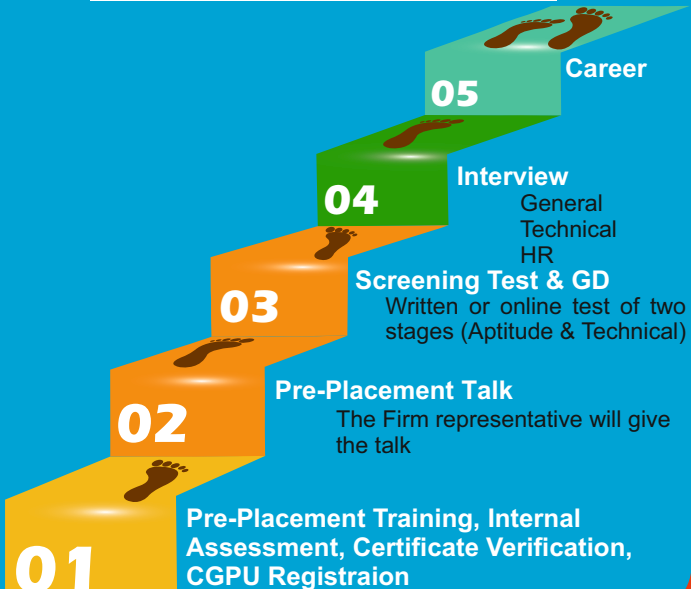 05
Career
04
Interview
General
Technical
HR
03
Screening Test & GD
Written or online test of two
stages (Aptitude & Technical)
02
Pre-Placement Talk
The Firm representative will give
the talk
01
Pre-Placement Training, Internal
Assessment, Certificate Verification,
CGPU Registraion